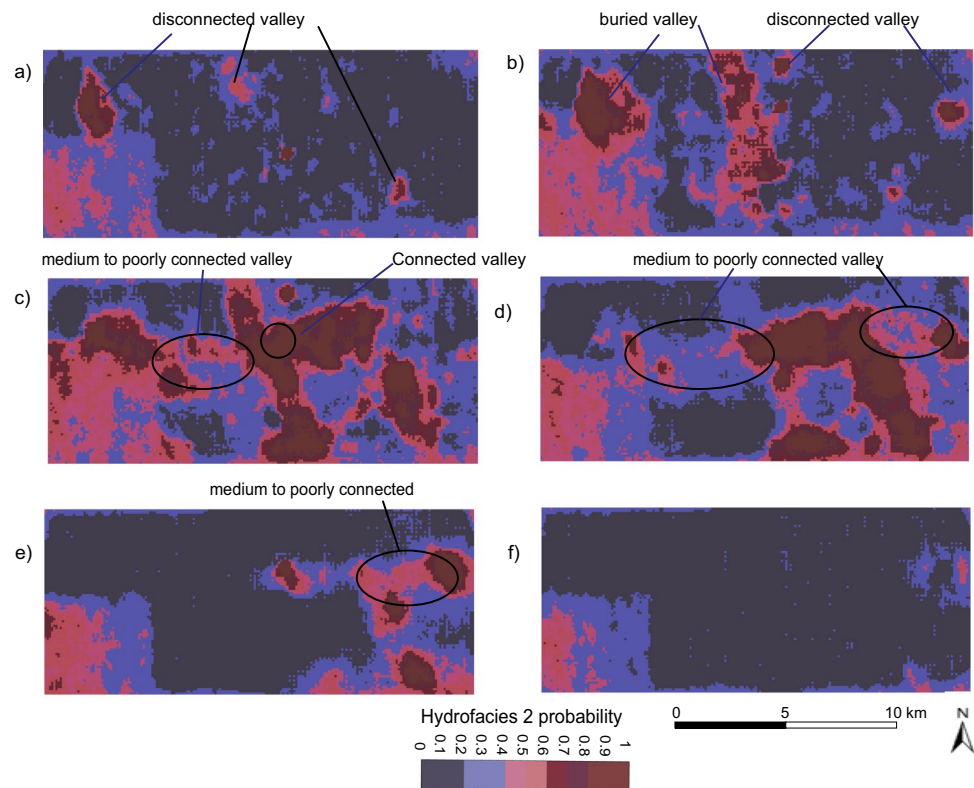 disconnected valley
buried valley
disconnected valley
a)
b)
medium to poorly connected valley
Connected valley
medium to poorly connected valley
c)
d)
medium to poorly connected
e)
f)
Hydrofacies 2 probability
0 0.1 0.2 0.3 0.4 0.5 0.6 0.7 0.8 0.9 1
0 5 10 km
N